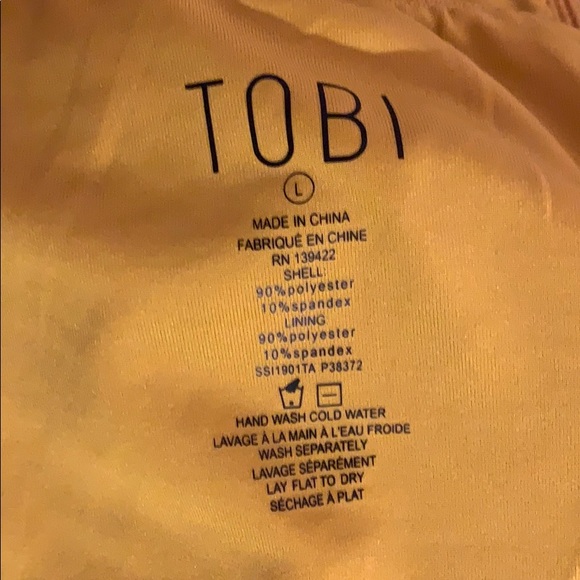 TOBI
L
MADE IN CHINA
FABRIQUÉ EN CHINE
RN 139422
SHELL:
90%polyester
10%spandex
LINING
90%polyester
10%spandex
SSI1901TA P38372
HAND WASH COLD WATER
LAVAGE À LA MAIN À L'EAU FROIDE
WASH SEPARATELY
LAVAGE SÉPARÉMENT
LAY FLAT TO DRY
SÉCHAGE À PLAT